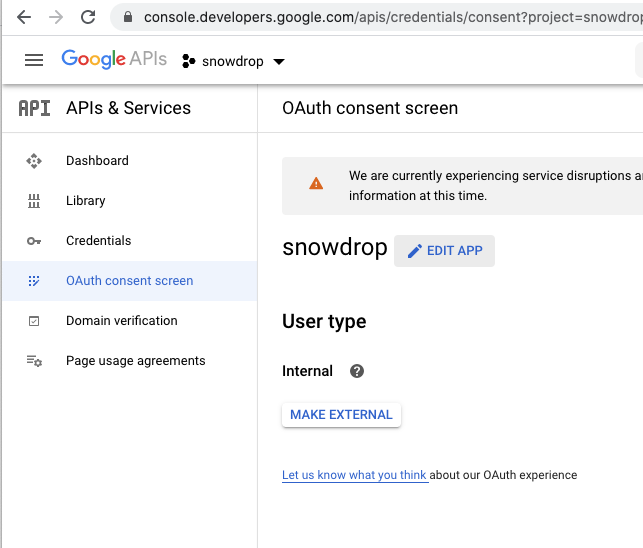 console.developers.google.com/apis/credentials/consent?project=snowdrop
Google APIs snowdrop
API APIs & Services
OAuth consent screen
Dashboard
Library
Credentials
OAuth consent screen
Domain verification
Page usage agreements
We are currently experiencing service disruptions
information at this time.
snowdrop EDIT APP
User type
Internal
MAKE EXTERNAL
Let us know what you think about our OAuth experience